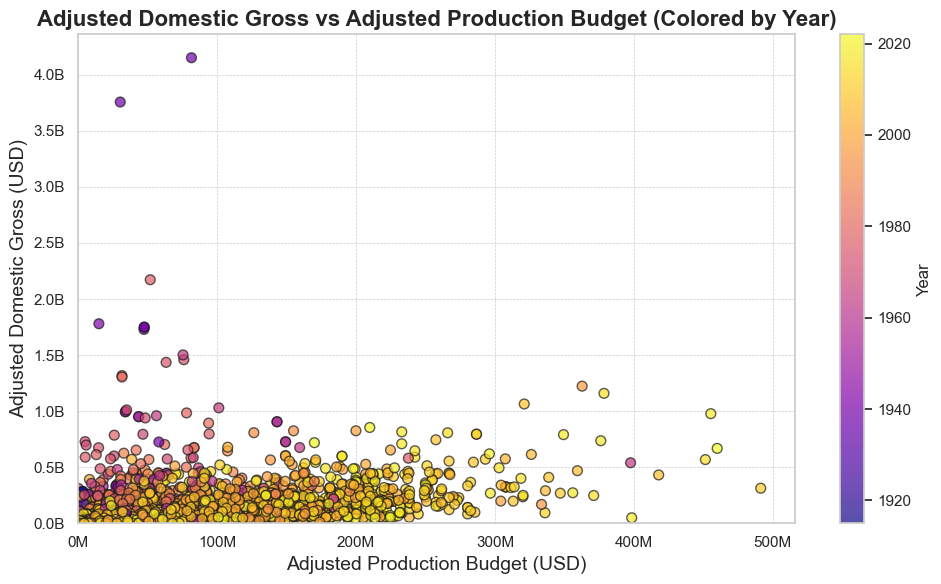 Adjusted Domestic Gross vs Adjusted Production Budget (Colored by Year)
4.0B
3.5B
3.0B
2.5B
2.0B
1.5B
1.0B
0.5B
0.0B
Adjusted Domestic Gross (USD)
0M
100M
200M
300M
400M
500M
Adjusted Production Budget (USD)
2020
2000
1980
1960
1940
1920
Year